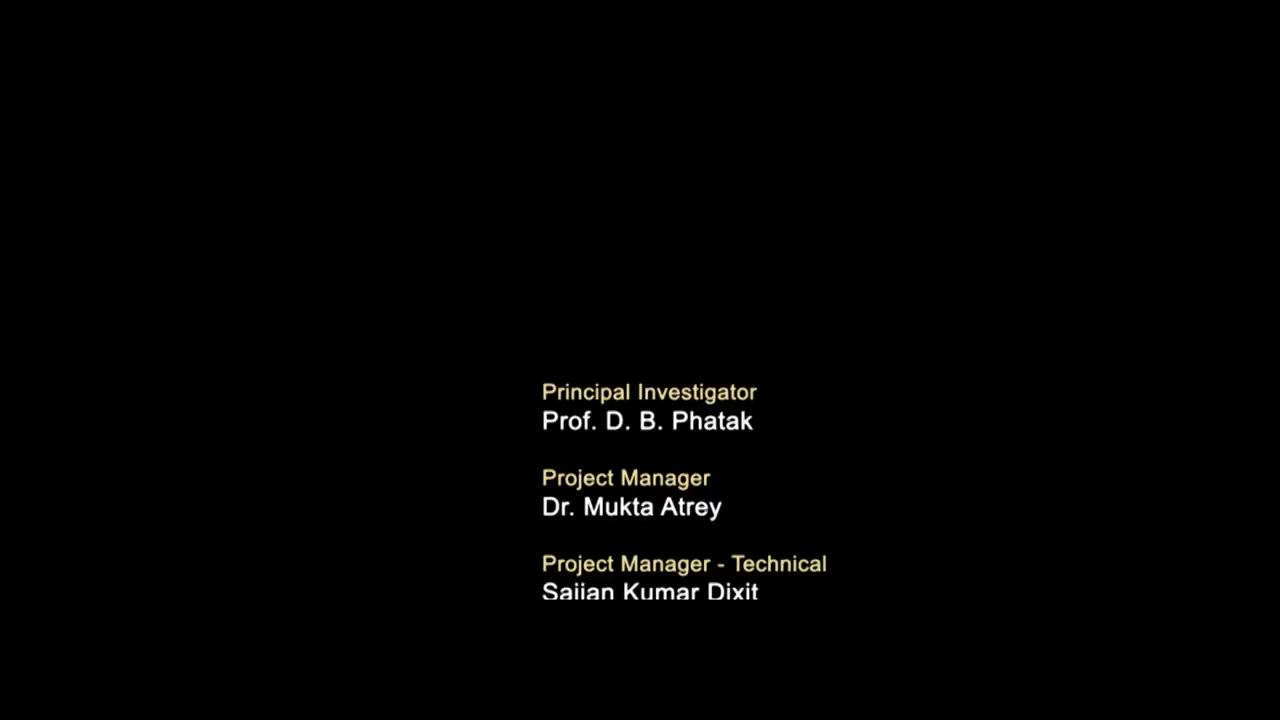 Principal Investigator
Prof. D. B. Phatak
Project Manager
Dr. Mukta Atrey
Project Manager - Technical
Sajjan Kumar Dixit